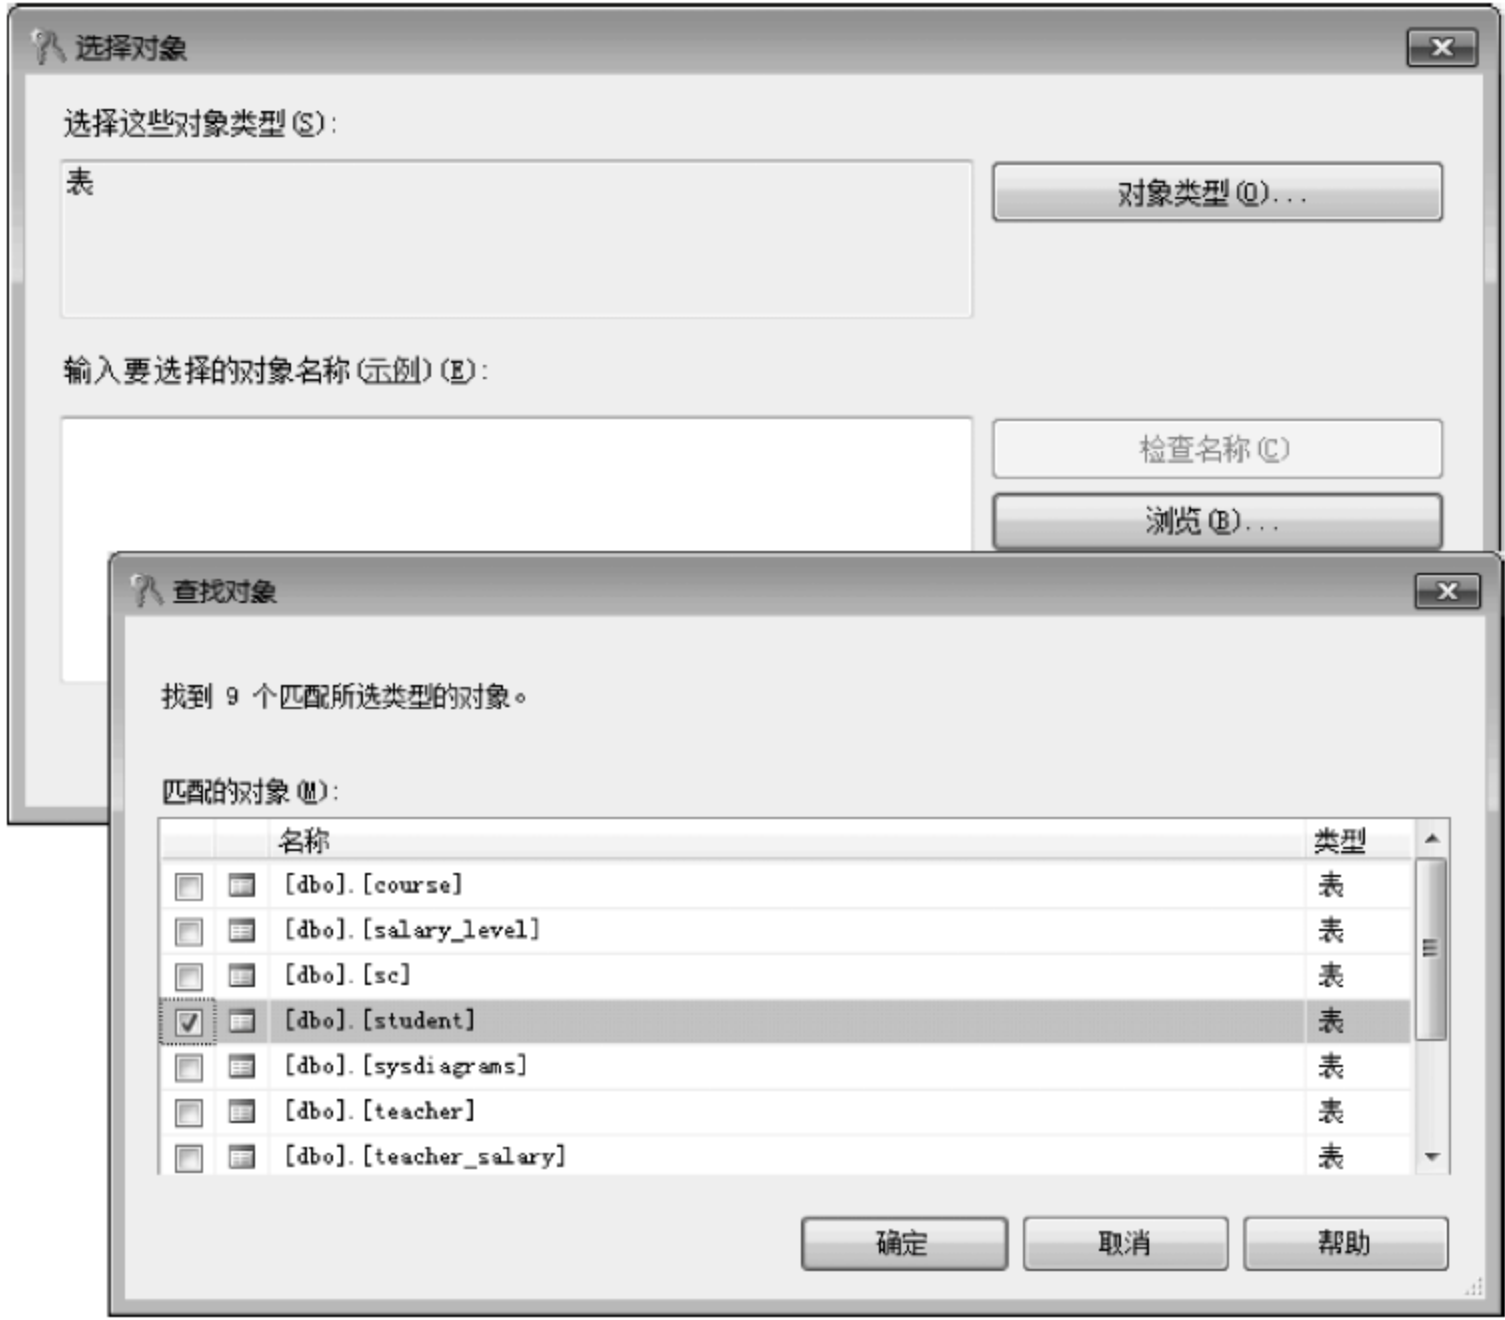 选择对象
选择这些对象类型(S):
表
对象类型(O)...
输入要选择的对象名称(示例)(E):
检查名称(C)
浏览(B)...
查找对象
找到 9 个匹配所选类型的对象。
匹配的对象(M):
名称 类型
[dbo].[course] 表
[dbo].[salary_level] 表
[dbo].[sc] 表
[dbo].[student] 表
[dbo].[sysdiagrams] 表
[dbo].[teacher] 表
[dbo].[teacher_salary] 表
确定 取消 帮助